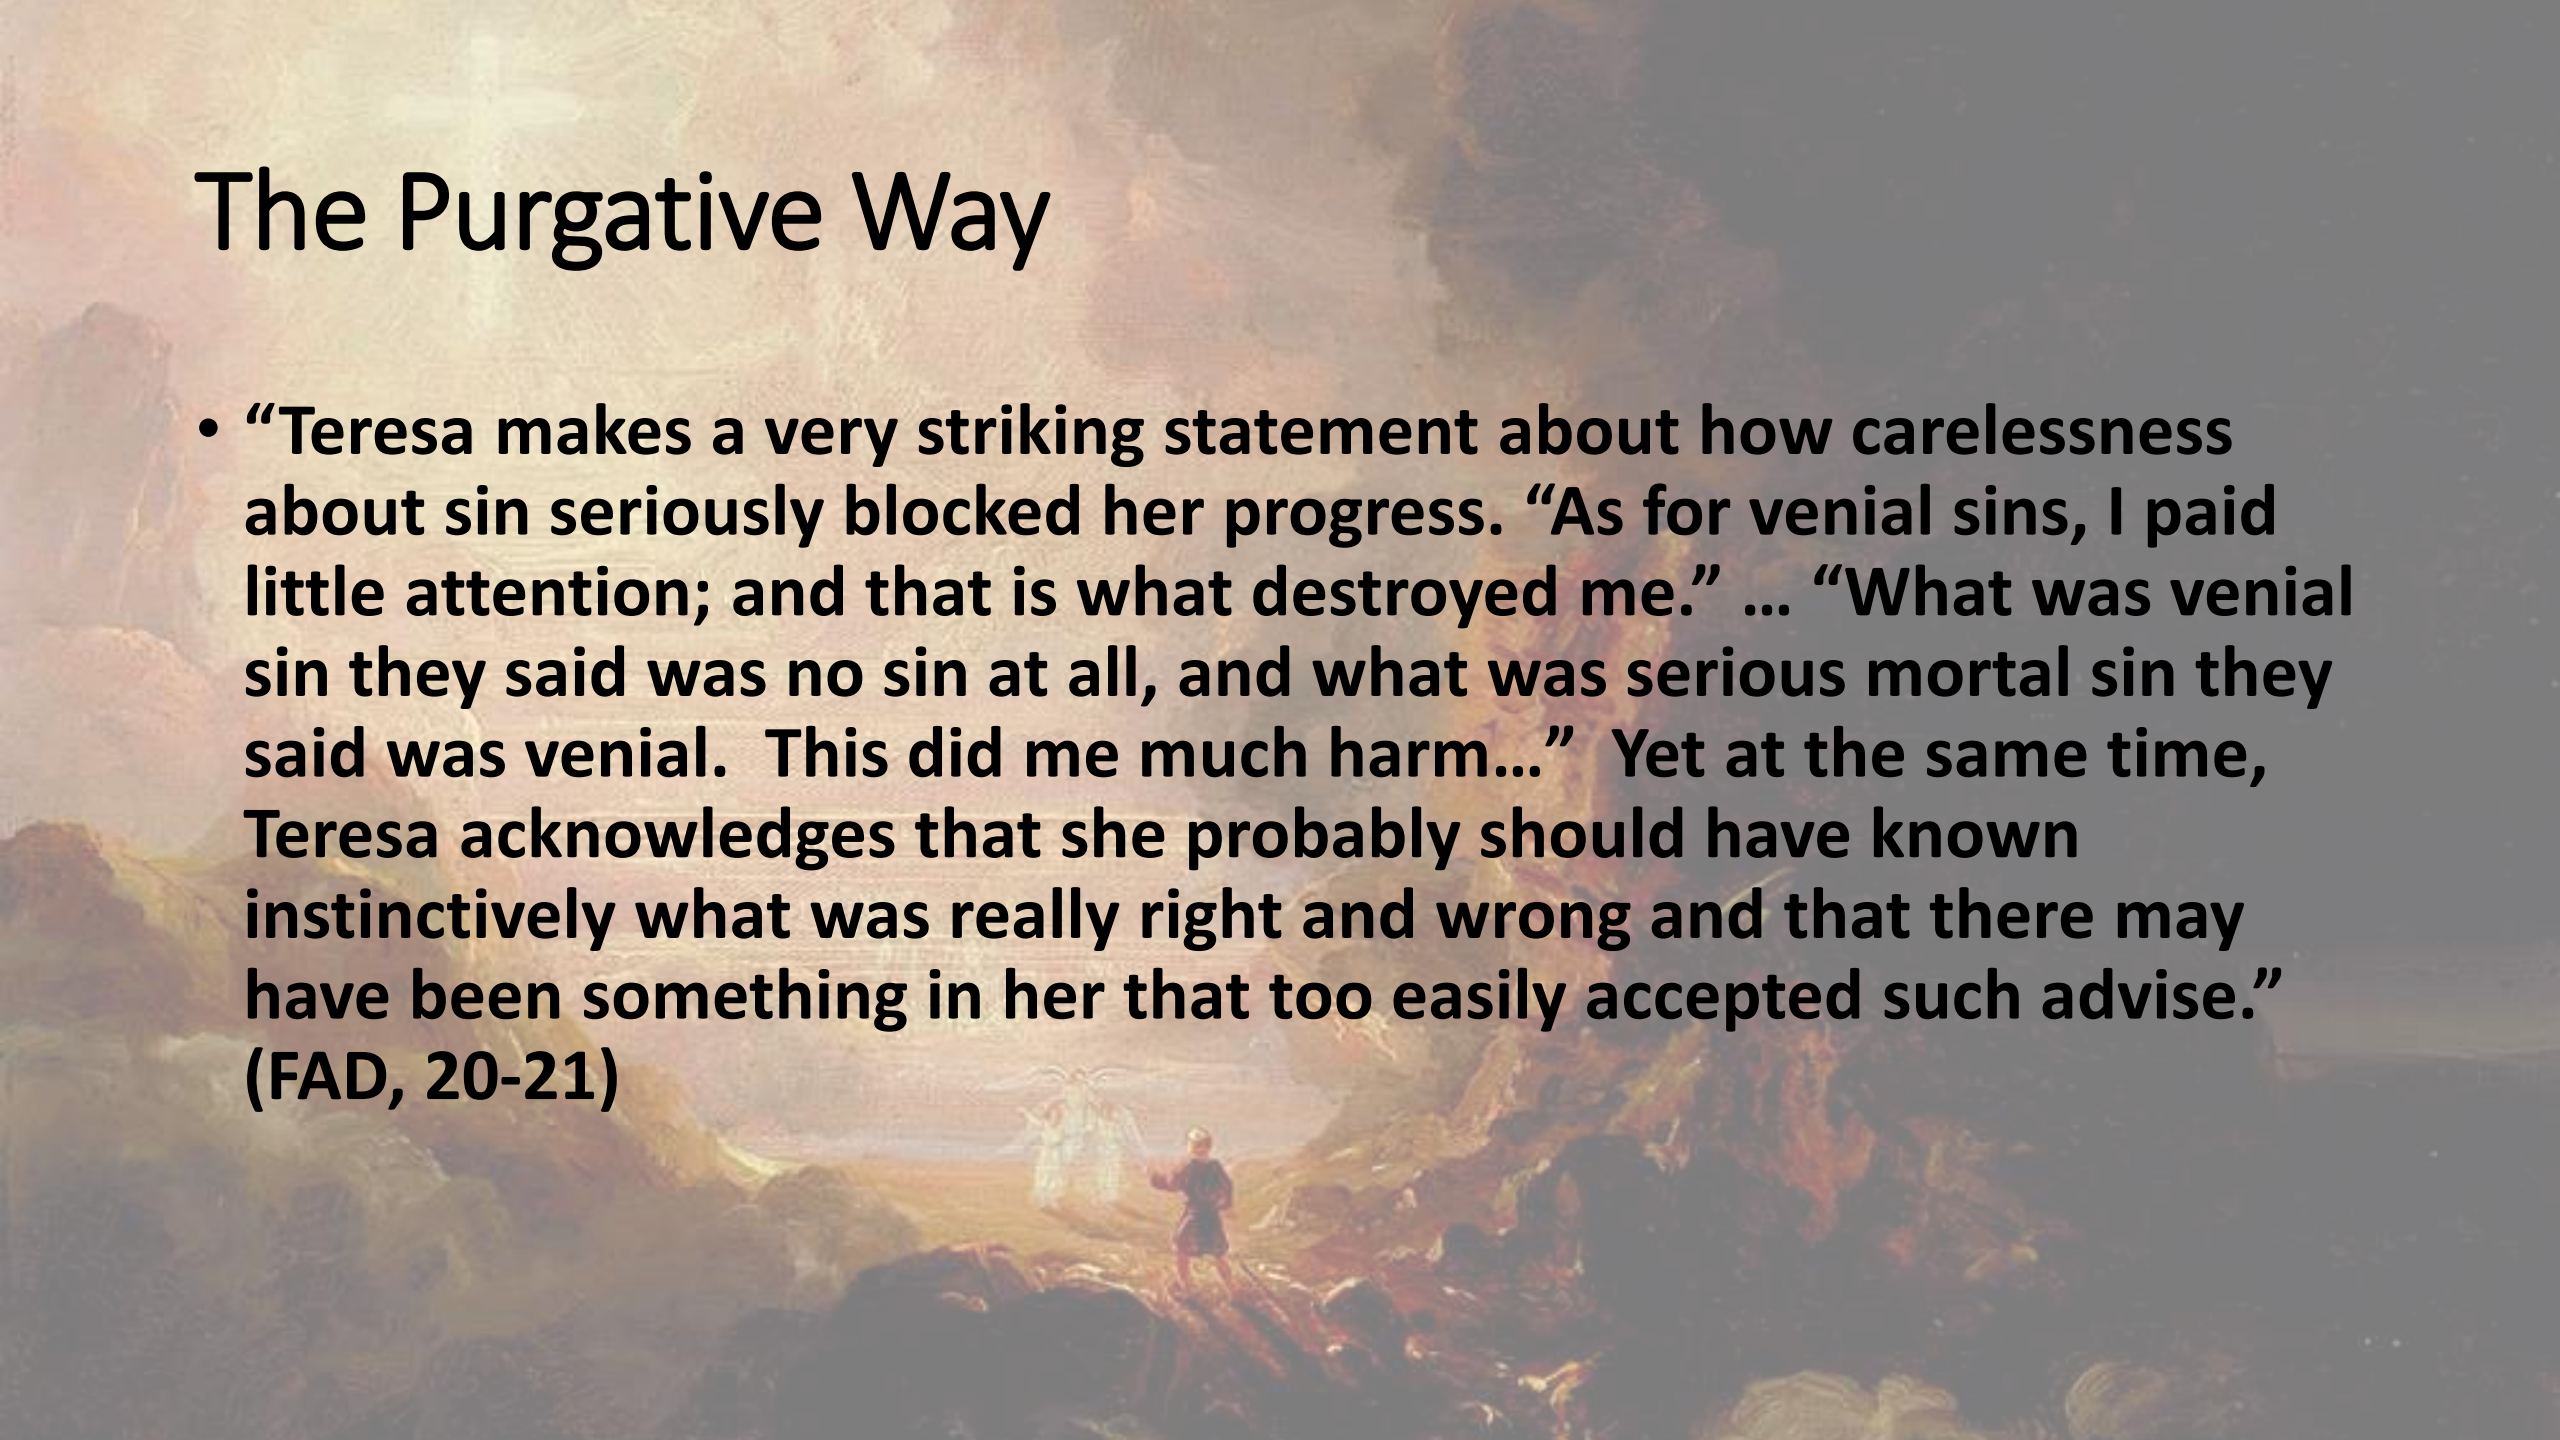 The Purgative Way
• “Teresa makes a very striking statement about how carelessness
about sin seriously blocked her progress. “As for venial sins, I paid
little attention; and that is what destroyed me.” … “What was venial
sin they said was no sin at all, and what was serious mortal sin they
said was venial.  This did me much harm…”  Yet at the same time,
Teresa acknowledges that she probably should have known
instinctively what was really right and wrong and that there may
have been something in her that too easily accepted such advise.”
(FAD, 20-21)